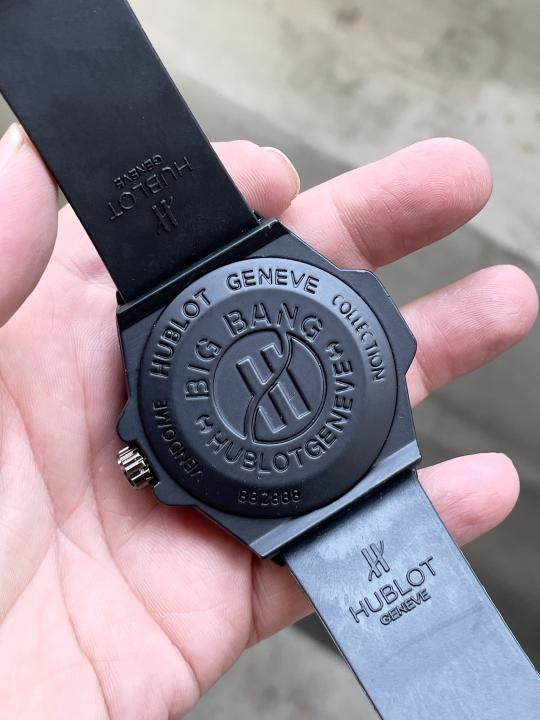 HUBLOT
GENEVE
VENDOME HUBLOT GENEVE COLLECTION
BIG BANG
HUBLOTGENEVE
882888
HUBLOT
GENEVE